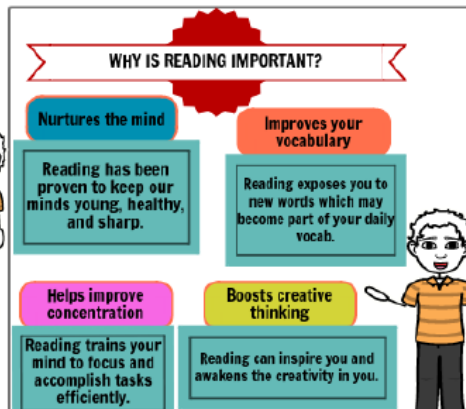 WHY IS READING IMPORTANT?
Nurtures the mind
Reading has been
proven to keep our
minds young, healthy,
and sharp.
Improves your
vocabulary
Reading exposes you to
new words which may
become part of your daily
vocab.
Helps improve
concentration
Reading trains your
mind to focus and
accomplish tasks
efficiently.
Boosts creative
thinking
Reading can inspire you and
awakens the creativity in you.